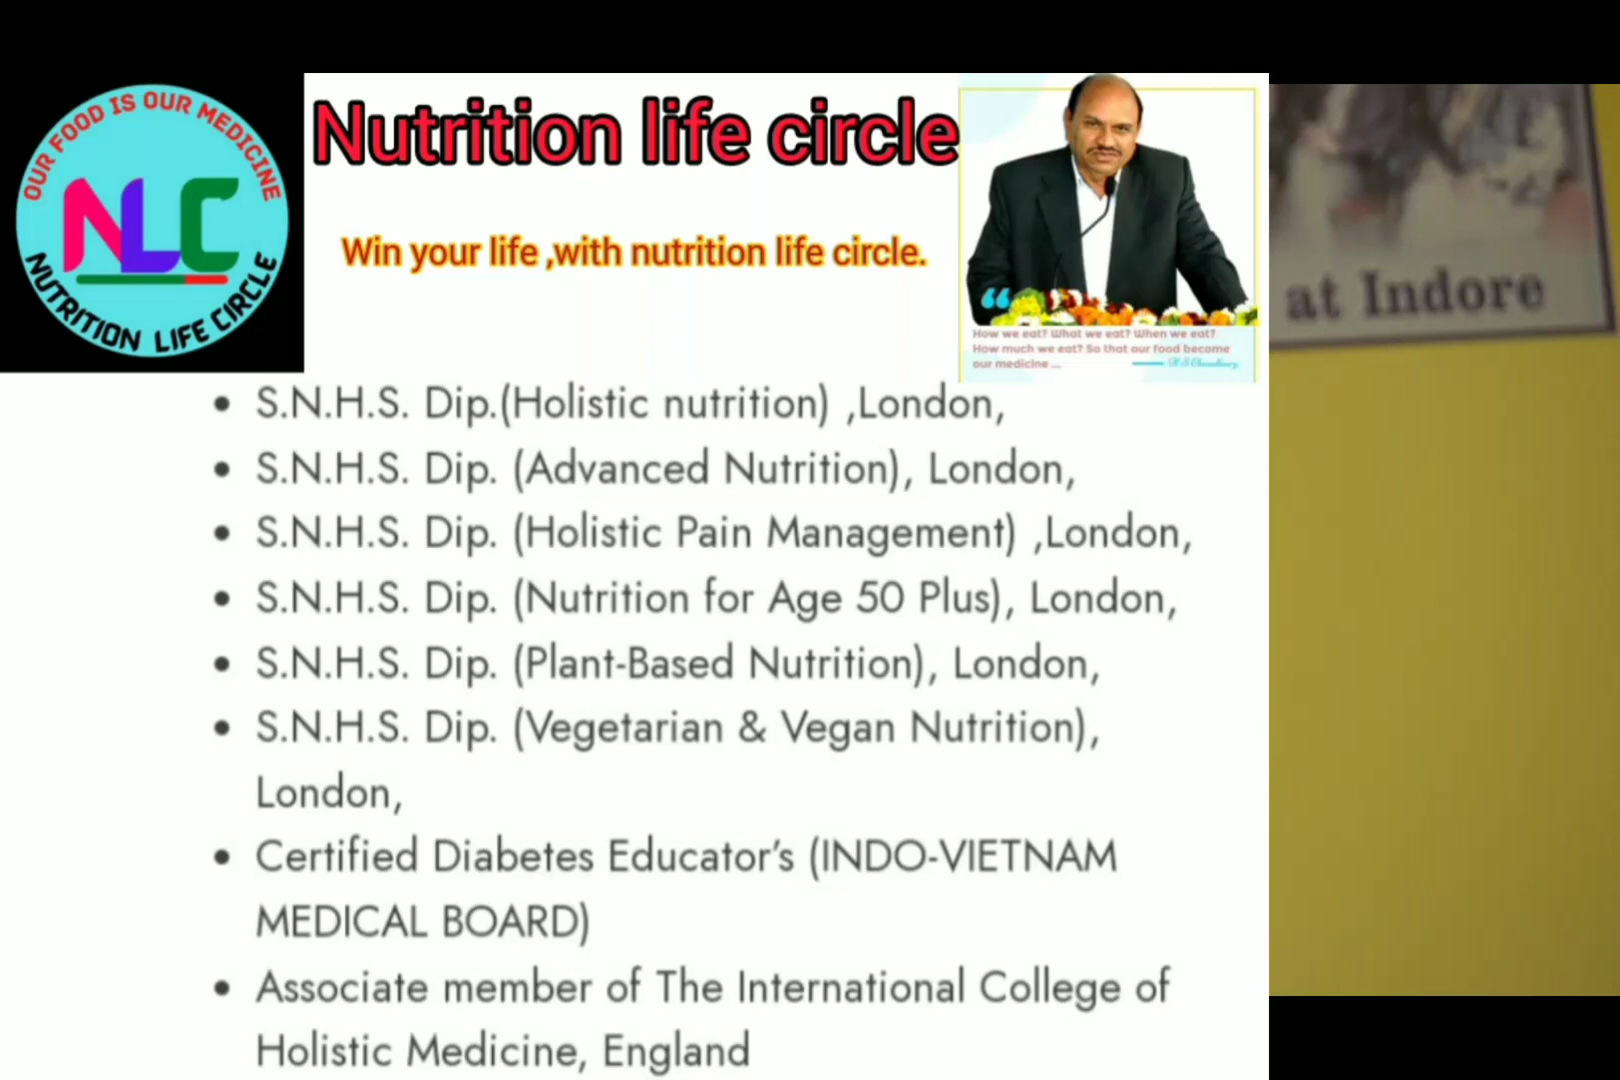 OUR FOOD IS OUR MEDICINE
NLC
NUTRITION LIFE CIRCLE
Nutrition life circle
Win your life ,with nutrition life circle.
“
How we eat? What we eat? When we eat?
How much we eat? So that our food become
our medicine ...
at Indore
• S.N.H.S. Dip.(Holistic nutrition) ,London,
• S.N.H.S. Dip. (Advanced Nutrition), London,
• S.N.H.S. Dip. (Holistic Pain Management) ,London,
• S.N.H.S. Dip. (Nutrition for Age 50 Plus), London,
• S.N.H.S. Dip. (Plant-Based Nutrition), London,
• S.N.H.S. Dip. (Vegetarian & Vegan Nutrition),
London,
• Certified Diabetes Educator’s (INDO-VIETNAM
MEDICAL BOARD)
• Associate member of The International College of
Holistic Medicine, England